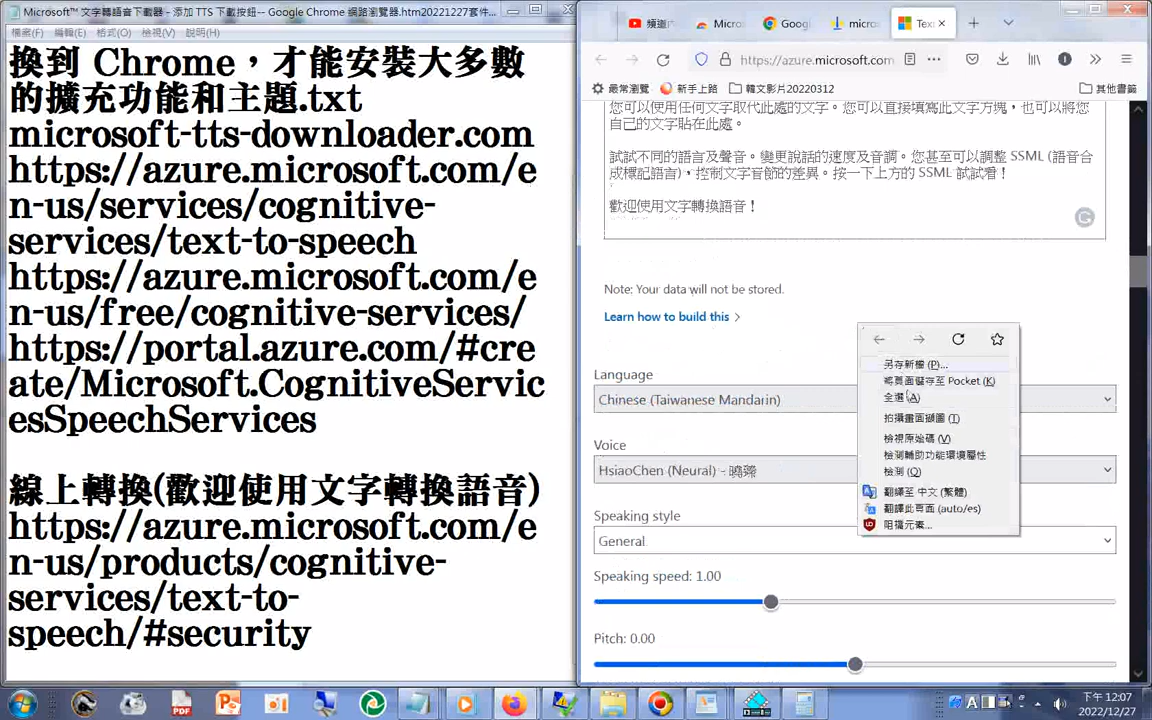 Microsoft™ 文字轉語音下載器 - 添加 TTS 下載按鈕-- Google Chrome 網路瀏覽器.htm20221227套件...
檔案(F) 編輯(E) 格式(O) 檢視(V) 說明(H)
換到 Chrome，才能安裝大多數
的擴充功能和主題.txt
microsoft-tts-downloader.com
https://azure.microsoft.com/e
n-us/services/cognitive-
services/text-to-speech
https://azure.microsoft.com/e
n-us/free/cognitive-services/
https://portal.azure.com/#cre
ate/Microsoft.CognitiveServic
esSpeechServices
線上轉換(歡迎使用文字轉換語音)
https://azure.microsoft.com/e
n-us/products/cognitive-
services/text-to-
speech/#security
頻道
Micros
Googl
micros
Tex
https://azure.microsoft.com
最常瀏覽 新手上路 韓文影片20220312 其他書籤
您可以使用任何文字取代此處的文字。您可以直接填寫此文字方塊，也可以將您
自己的文字貼在此處。
試試不同的語言及聲音。變更說話的速度及音調。您甚至可以調整 SSML (語音合
成標記語言)，控制文字音節的差異。按一下上方的 SSML 試試看！
歡迎使用文字轉換語音！
Note: Your data will not be stored.
Learn how to build this
Language
Chinese (Taiwanese Mandarin)
Voice
HsiaoChen (Neural) - 曉臻
Speaking style
General
Speaking speed: 1.00
Pitch: 0.00
另存新檔 (P)...
將頁面儲存至 Pocket (K)
全選 (A)
拍攝畫面擷圖 (T)
檢視原始碼 (V)
檢測輔助功能環境屬性
檢測 (Q)
翻譯至 中文 (繁體)
翻譯此頁面 (auto/es)
阻擋元素...
下午 12:07
2022/12/27